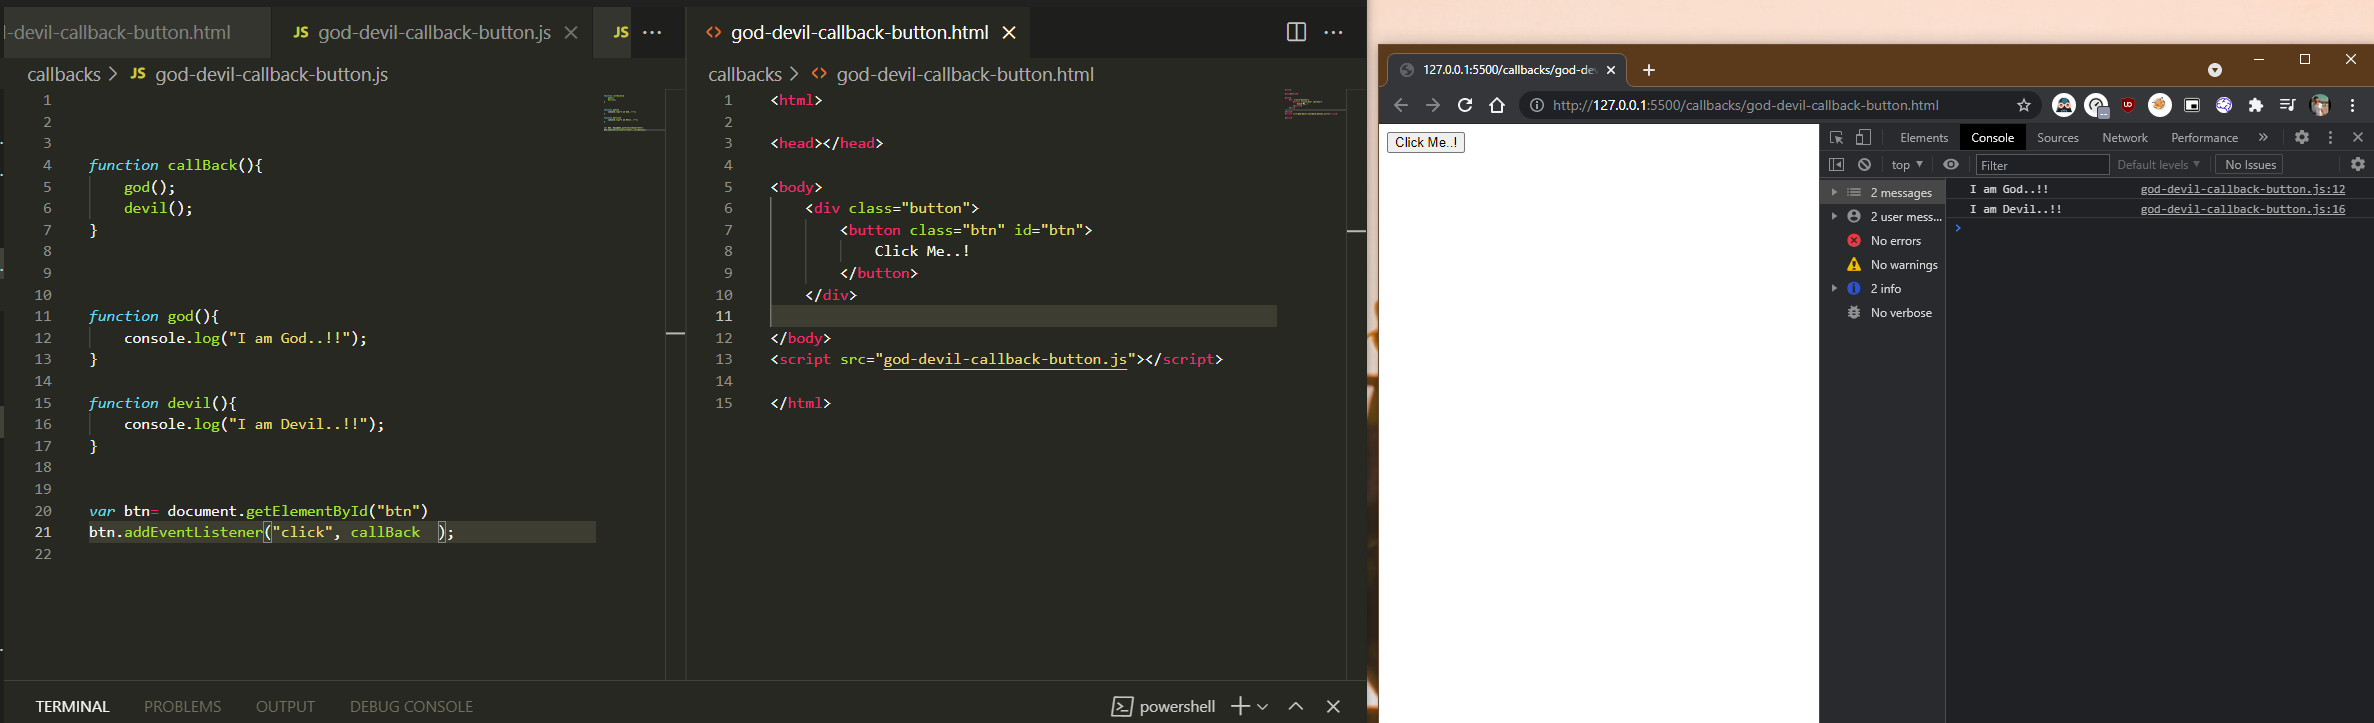 l-devil-callback-button.html
JS god-devil-callback-button.js
JS ...
callbacks > JS god-devil-callback-button.js
1
2
3
4 function callBack(){
5     god();
6     devil();
7 }
8
9
10
11 function god(){
12     console.log("I am God..!!");
13 }
14
15 function devil(){
16     console.log("I am Devil..!!");
17 }
18
19
20 var btn= document.getElementById("btn")
21 btn.addEventListener("click", callBack  );
22
<> god-devil-callback-button.html
callbacks > <> god-devil-callback-button.html
1 <html>
2
3 <head></head>
4
5 <body>
6     <div class="button">
7         <button class="btn" id="btn">
8             Click Me..!
9         </button>
10     </div>
11
12 </body>
13 <script src="god-devil-callback-button.js"></script>
14
15 </html>
TERMINAL PROBLEMS OUTPUT DEBUG CONSOLE
powershell
127.0.0.1:5500/callbacks/god-de
http://127.0.0.1:5500/callbacks/god-devil-callback-button.html
Click Me..!
Elements Console Sources Network Performance »
top Filter Default levels No Issues
2 messages
2 user mess...
No errors
No warnings
2 info
No verbose
I am God..!! god-devil-callback-button.js:12
I am Devil..!! god-devil-callback-button.js:16